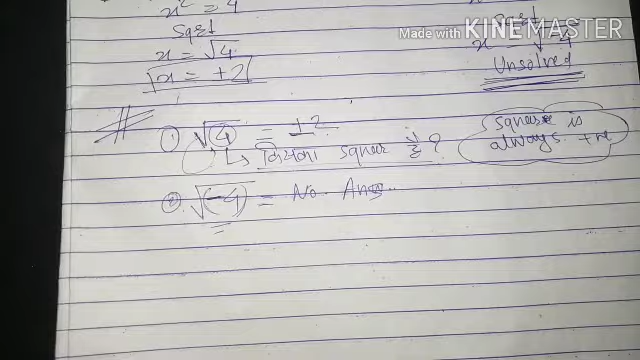 x² = 4
Sqrt
x = √4
x = ±2
Sqrt
Unsolved
Made with KINEMASTER
1) √4 = ±2
किसका square है ?
square is
always +ve
② √(-4) = No Ans..